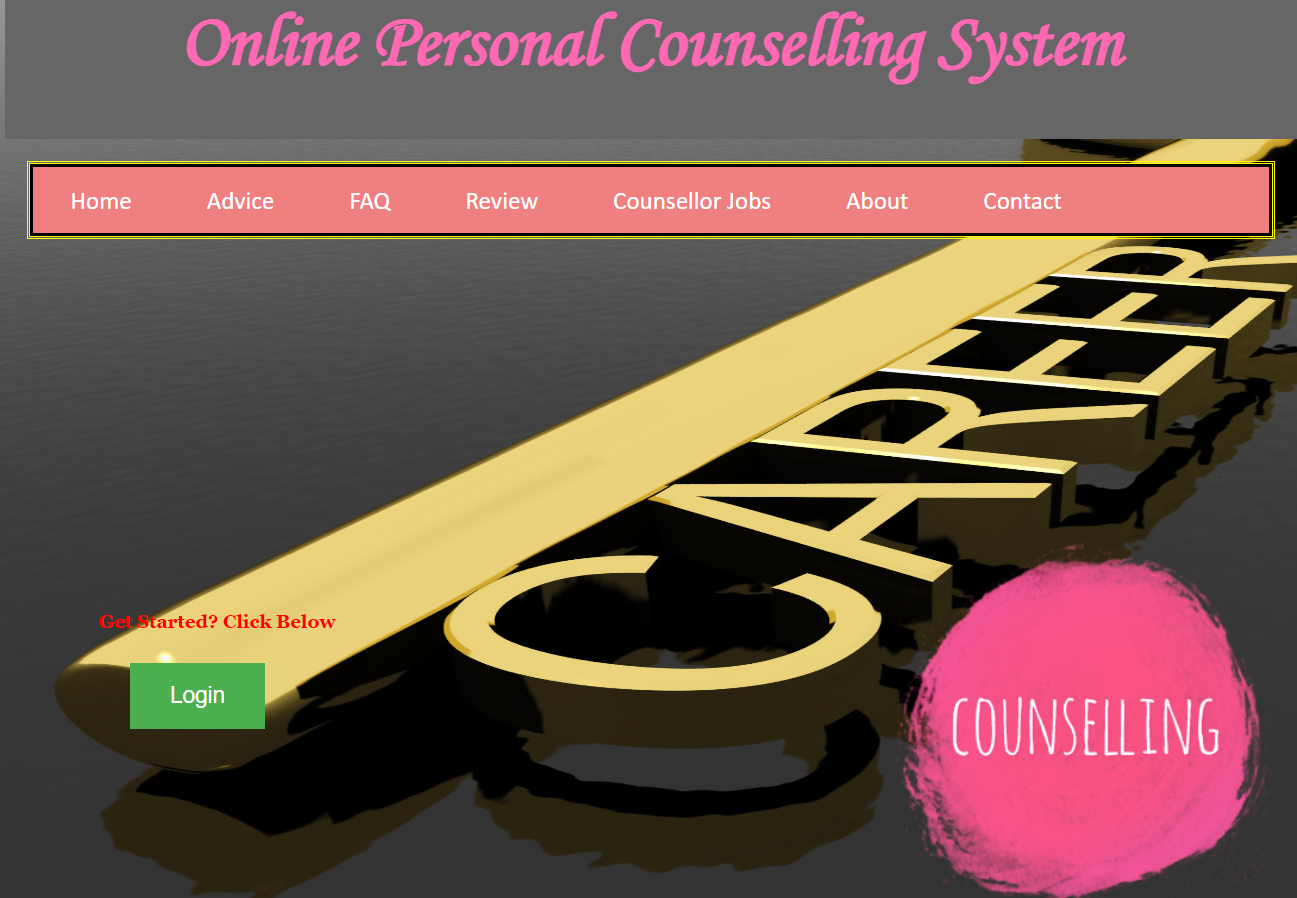 Online Personal Counselling System
Home Advice FAQ Review Counsellor Jobs About Contact
CAREER
Get Started? Click Below
Login
COUNSELLING